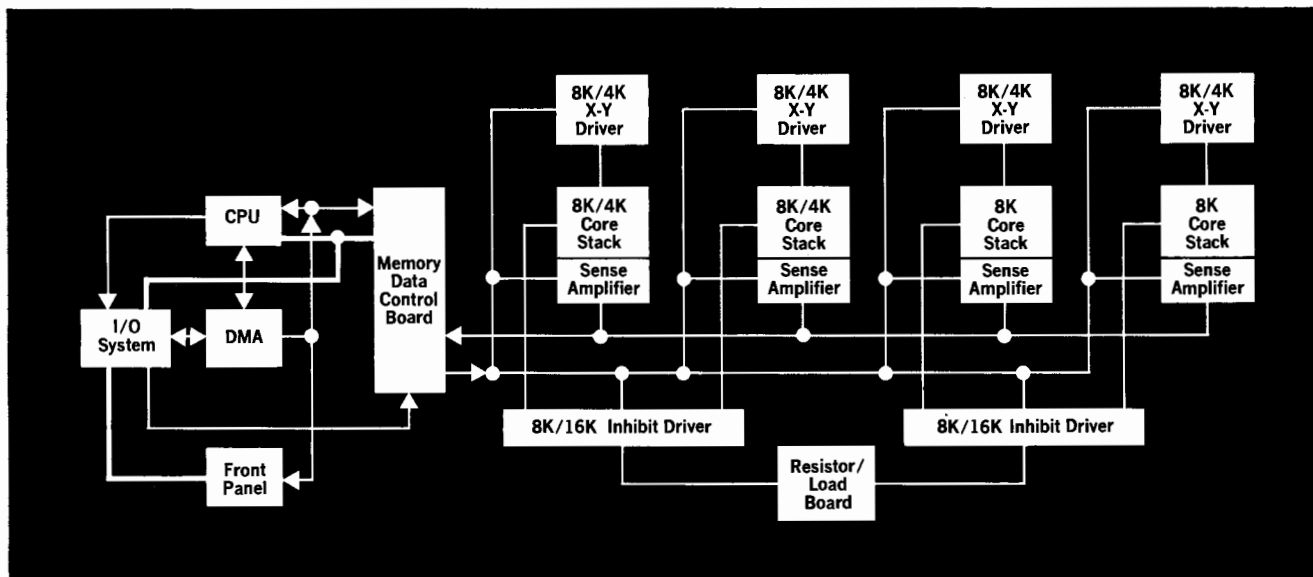 8K/4K
X-Y
Driver
8K/4K
X-Y
Driver
8K/4K
X-Y
Driver
8K/4K
X-Y
Driver
CPU
I/O
System
DMA
Front
Panel
Memory
Data
Control
Board
8K/4K
Core
Stack
Sense
Amplifier
8K/4K
Core
Stack
Sense
Amplifier
8K
Core
Stack
Sense
Amplifier
8K
Core
Stack
Sense
Amplifier
8K/16K Inhibit Driver
8K/16K Inhibit Driver
Resistor/
Load
Board